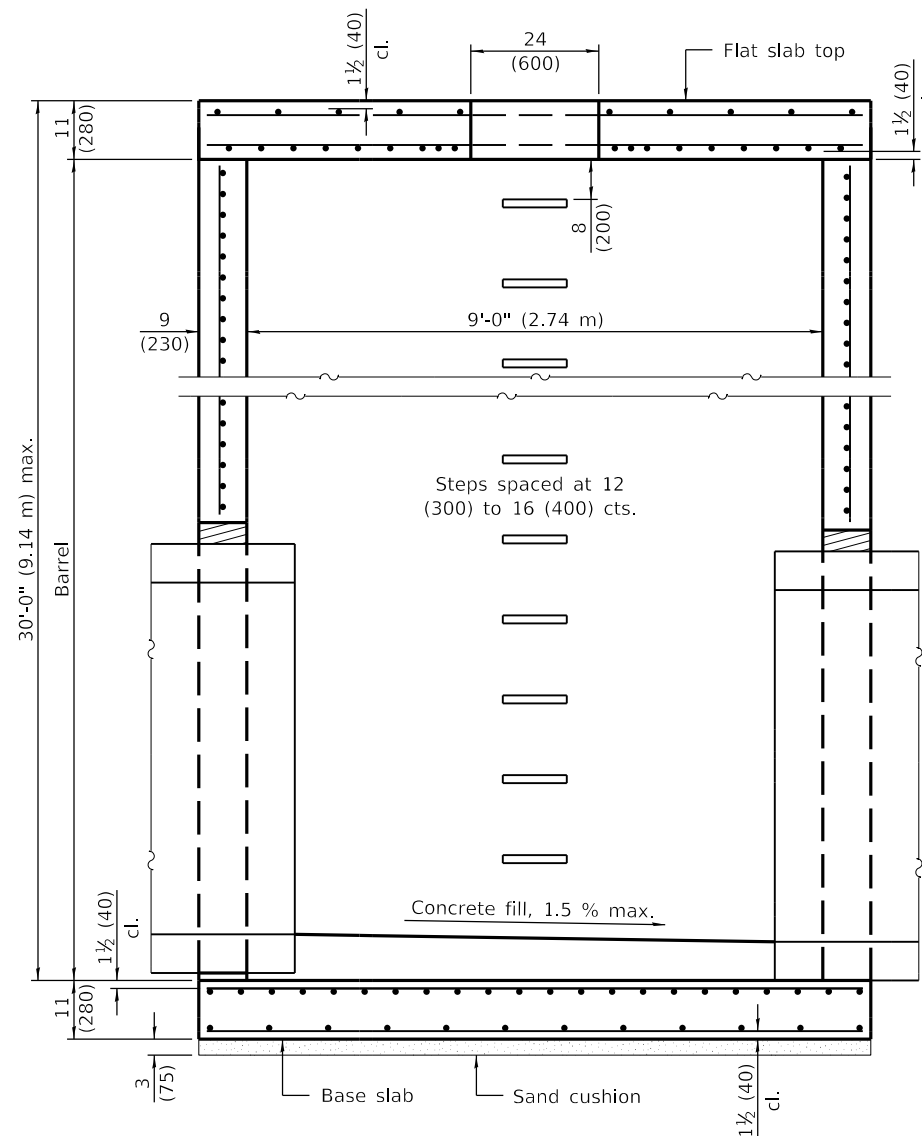 24
(600)
1½ (40)
cl.
Flat slab top
1½ (40)
11
(280)
8
(200)
9
(230)
9'-0" (2.74 m)
30'-0" (9.14 m) max.
Barrel
Steps spaced at 12
(300) to 16 (400) cts.
Concrete fill, 1.5 % max.
1½ (40)
cl.
11
(280)
3
(75)
Base slab
Sand cushion
1½ (40)
cl.